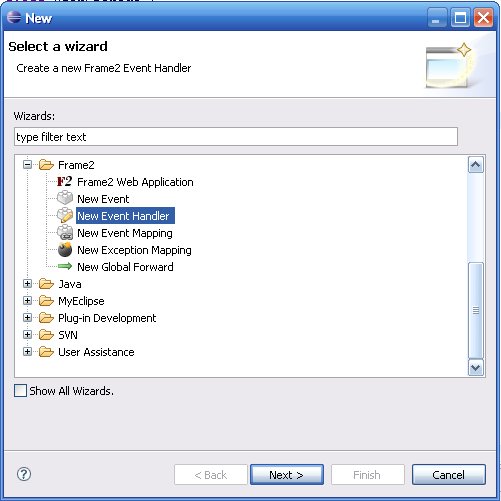 New
Select a wizard
Create a new Frame2 Event Handler
Wizards:
type filter text
Frame2
F2 Frame2 Web Application
New Event
New Event Handler
New Event Mapping
New Exception Mapping
New Global Forward
Java
MyEclipse
Plug-in Development
SVN
User Assistance
Show All Wizards.
? < Back Next > Finish Cancel